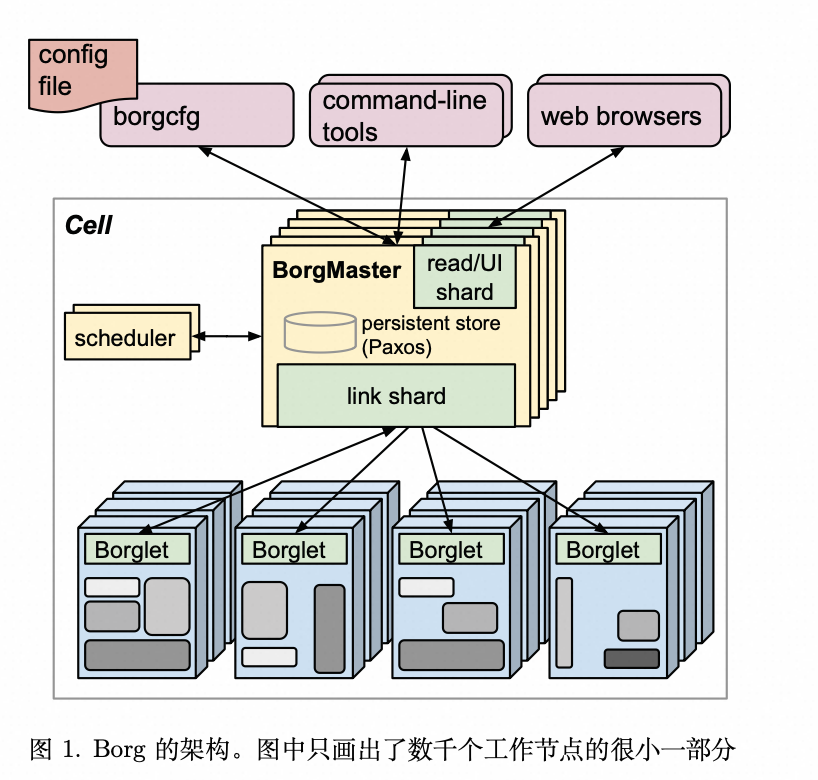 config
file
borgcfg
command-line
tools
web browsers
Cell
BorgMaster
read/UI
shard
persistent store
(Paxos)
scheduler
link shard
Borglet
Borglet
Borglet
Borglet
图 1. Borg 的架构。图中只画出了数千个工作节点的很小一部分